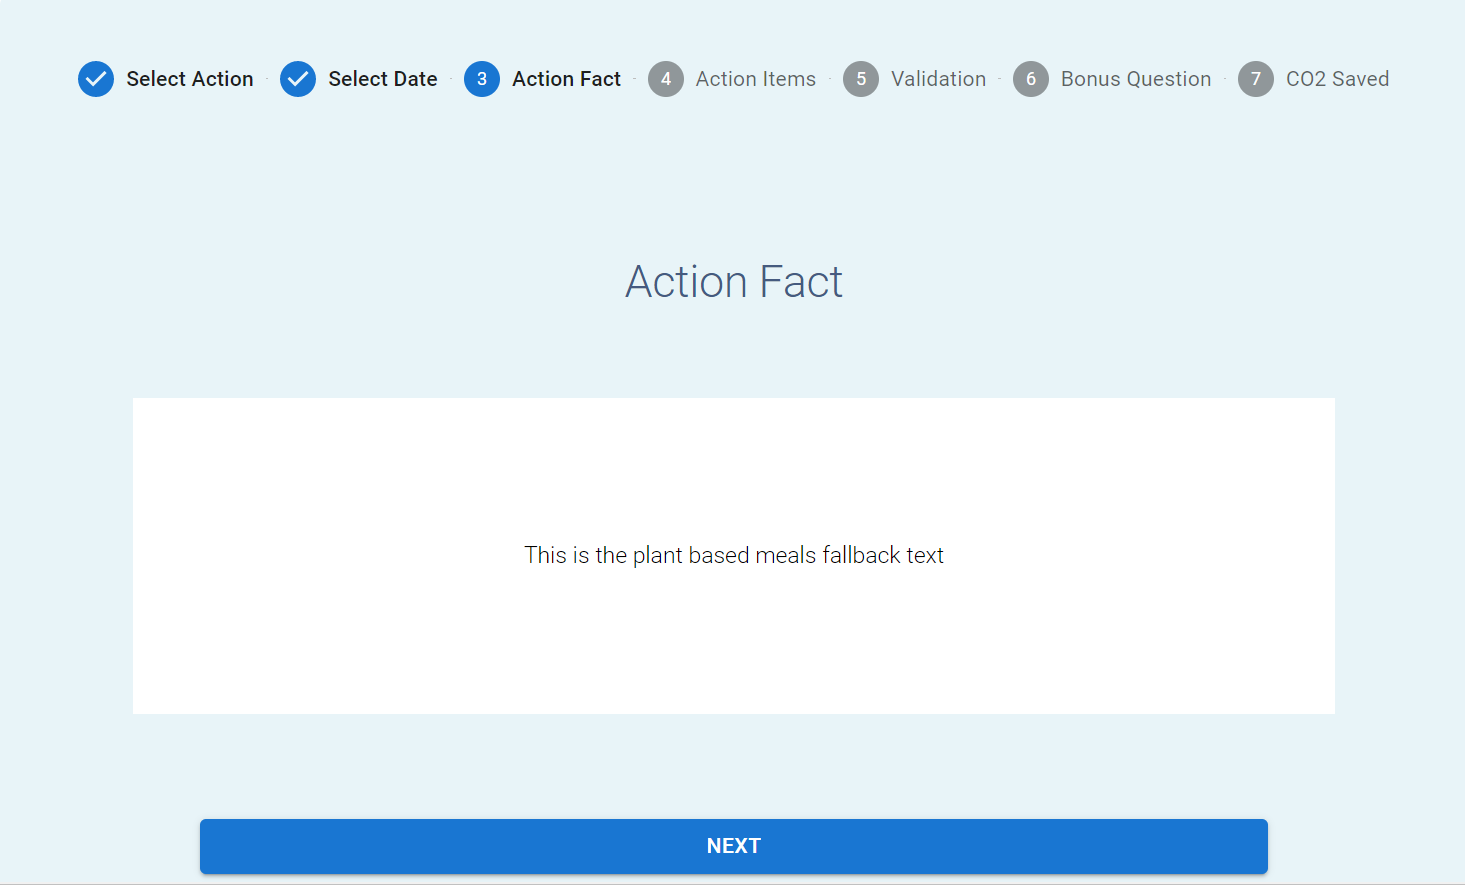 Select Action Select Date 3 Action Fact 4 Action Items 5 Validation 6 Bonus Question 7 CO2 Saved
Action Fact
This is the plant based meals fallback text
NEXT